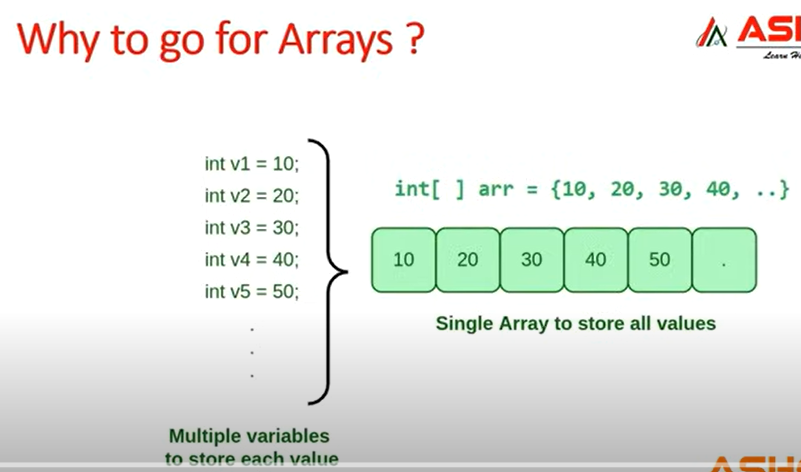 Why to go for Arrays ?
Learn
int v1 = 10;
int v2 = 20;
int v3 = 30;
int v4 = 40;
int v5 = 50;
.
.
.
Multiple variables
to store each value
int[ ] arr = {10, 20, 30, 40, ..}
10 20 30 40 50 .
Single Array to store all values